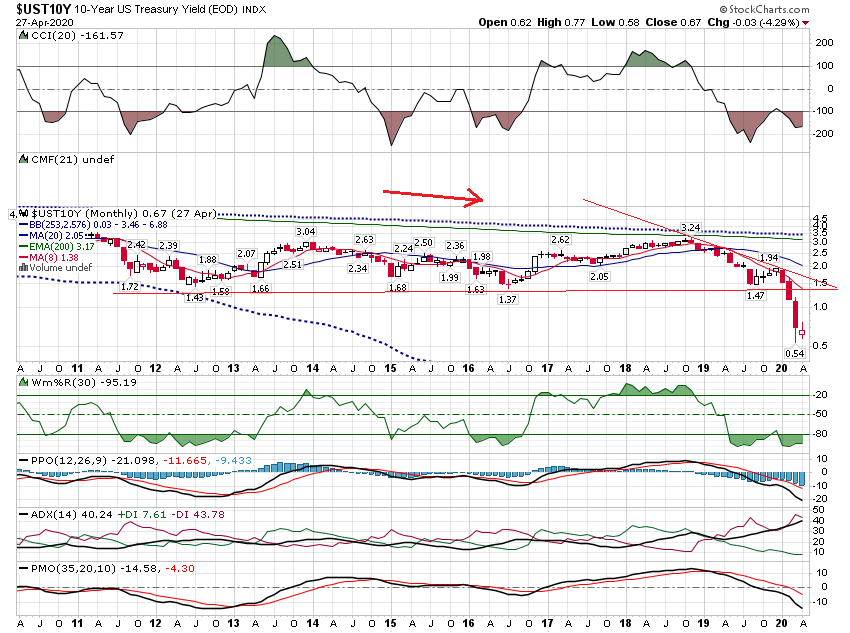 $UST10Y 10-Year US Treasury Yield (EOD) INDX © StockCharts.com
27-Apr-2020 Open 0.62 High 0.77 Low 0.58 Close 0.67 Chg -0.03 (-4.29%)
CCI(20) -161.57
200
100
0
-100
-200
CMF(21) undef
$UST10Y (Monthly) 0.67 (27 Apr)
BB(253,2.576) 0.03 - 3.46 - 6.88
MA(20) 2.05
EMA(200) 3.17
MA(8) 1.38
Volume undef
4.5
4.0
3.5
3.0
2.5
2.0
1.5
1.0
0.5
2.42 2.39 1.88 2.07 3.04 2.63 2.24 2.50 2.36 1.98 2.62 3.24 1.94
1.72 1.43 1.58 1.66 2.51 2.34 1.68 1.99 1.63 1.37 2.05 1.47 0.54
A J O 11 A J O 12 A J O 13 A J O 14 A J O 15 A J O 16 A J O 17 A J O 18 A J O 19 A J O 20 A
Wm%R(30) -95.19
-20
-50
-80
PPO(12,26,9) -21.098, -11.665, -9.433
10
0
-10
-20
ADX(14) 40.24 +DI 7.61 -DI 43.78
50
40
30
20
10
PMO(35,20,10) -14.58, -4.30
10
0
-10
A J O 11 A J O 12 A J O 13 A J O 14 A J O 15 A J O 16 A J O 17 A J O 18 A J O 19 A J O 20 A